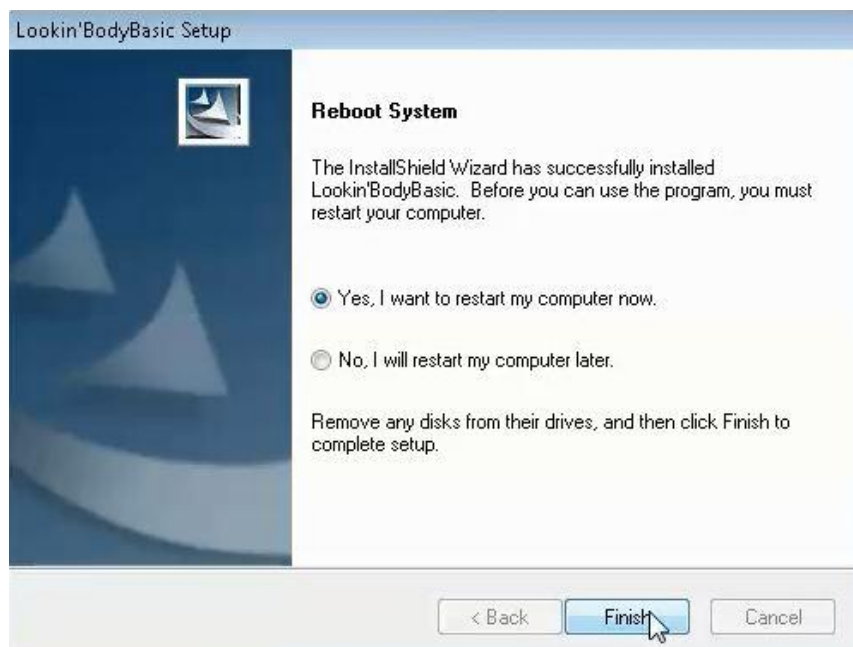 Lookin'BodyBasic Setup
Reboot System
The InstallShield Wizard has successfully installed
Lookin'BodyBasic. Before you can use the program, you must
restart your computer.
Yes, I want to restart my computer now.
No, I will restart my computer later.
Remove any disks from their drives, and then click Finish to
complete setup.
< Back
Finish
Cancel